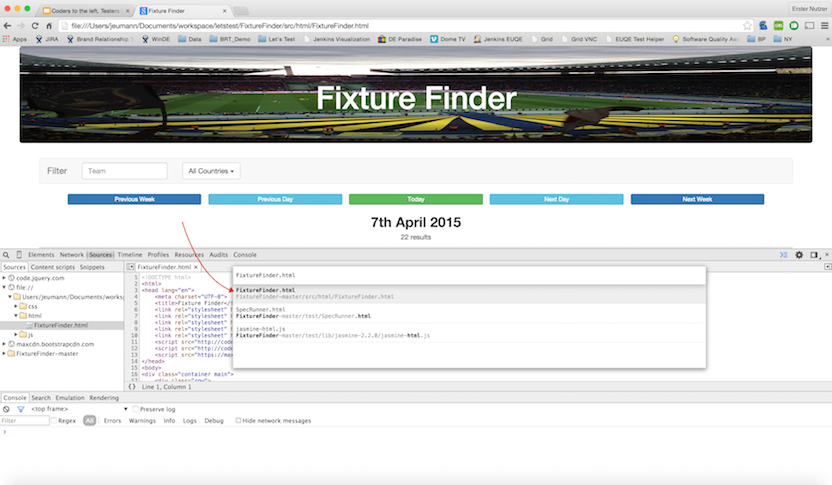 Coders to the left, Testers
Fixture Finder
Erster Nutzer
file:///Users/jeumann/Documents/workspace/letstest/FixtureFinder/src/html/FixtureFinder.html
Apps JIRA Brand Relationship WinDE Data BRT_Demo Let's Test Jenkins Visualization DE Paradise Dome TV Jenkins EUQE Grid Grid VNC EUQE Test Helper Software Quality Ass BP NY
Fixture Finder
Filter Team All Countries
Previous Week Previous Day Today Next Day Next Week
7th April 2015
22 results
Elements Network Sources Timeline Profiles Resources Audits Console
Sources Content scripts Snippets
FixtureFinder.html
code.jquery.com
file://
Users/jeumann/Documents/works
css
html
FixtureFinder.html
js
maxcdn.bootstrapcdn.com
FixtureFinder-master
1 <!DOCTYPE html>
2 <html>
3 <head lang="en">
4 <meta charset="UTF-8">
5 <title>Fixture Finder</
6 <link rel="stylesheet"
7 <link rel="stylesheet"
8 <link rel="stylesheet"
9 <link rel="stylesheet"
10 <link rel="stylesheet"
11 <script src="http://code
12 <script src="http://code
13 <script src="https://max
14 </head>
15 <body>
16 <div class="container main">
17 <div class="row">
FixtureFinder.html
FixtureFinder.html
FixtureFinder-master/src/html/FixtureFinder.html
SpecRunner.html
FixtureFinder-master/test/SpecRunner.html
jasmine-html.js
FixtureFinder-master/test/lib/jasmine-2.2.0/jasmine-html.js
{} Line 1, Column 1
Console Search Emulation Rendering
<top frame> Preserve log
Filter Regex All Errors Warnings Info Logs Debug Hide network messages